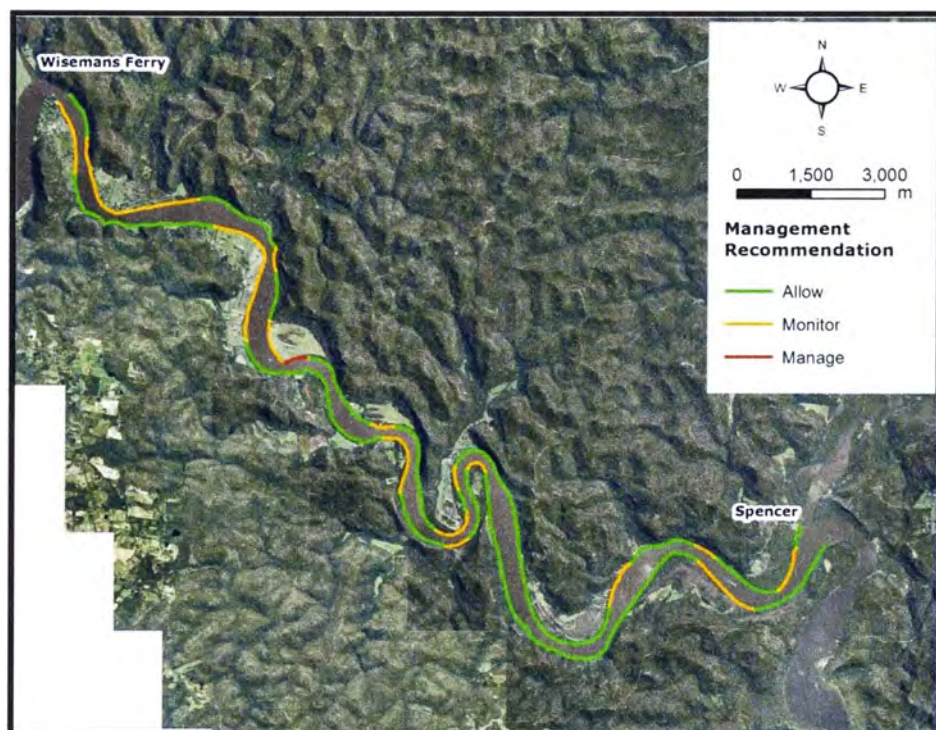 Wisemans Ferry
N
W E
S
0 1,500 3,000
m
Management
Recommendation
Allow
Monitor
Manage
Spencer